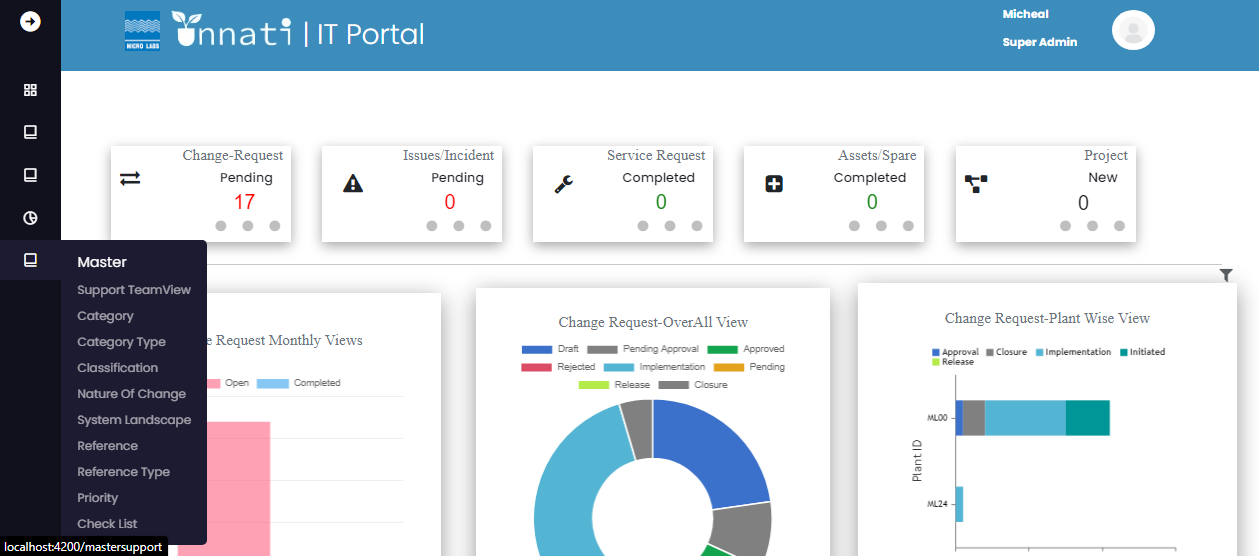 Micheal
MICRO LABS
Unnati | IT Portal
Super Admin
Change-Request
Pending
17
Issues/Incident
Pending
0
Service Request
Completed
0
Assets/Spare
Completed
0
Project
New
0
Master
Support TeamView
Category
Category Type
Classification
Nature Of Change
System Landscape
Reference
Reference Type
Priority
Check List
localhost:4200/mastersupport
e Request Monthly Views
Open Completed
Change Request-OverAll View
Draft Pending Approval Approved
Rejected Implementation Pending
Release Closure
Change Request-Plant Wise View
Approval Closure Implementation Initiated
Release
Plant ID
ML00
ML24